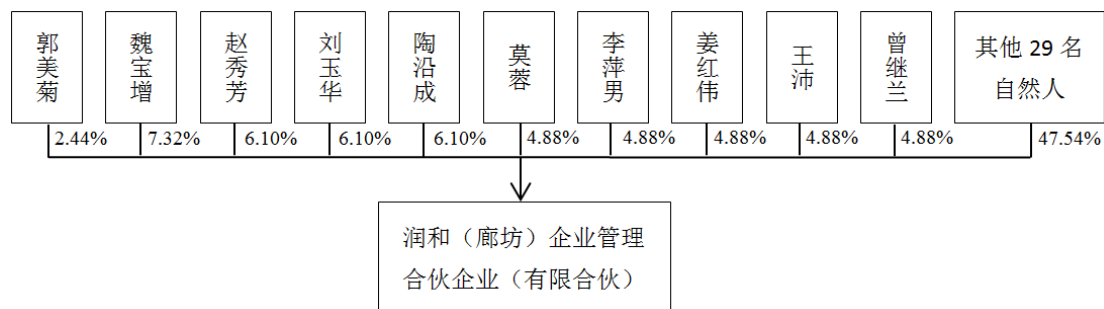 郭美菊
魏宝增
赵秀芳
刘玉华
陶沿成
莫蓉
李萍男
姜红伟
王沛
曾继兰
其他 29 名
自然人
2.44%
7.32%
6.10%
6.10%
6.10%
4.88%
4.88%
4.88%
4.88%
4.88%
47.54%
润和（廊坊）企业管理
合伙企业（有限合伙）